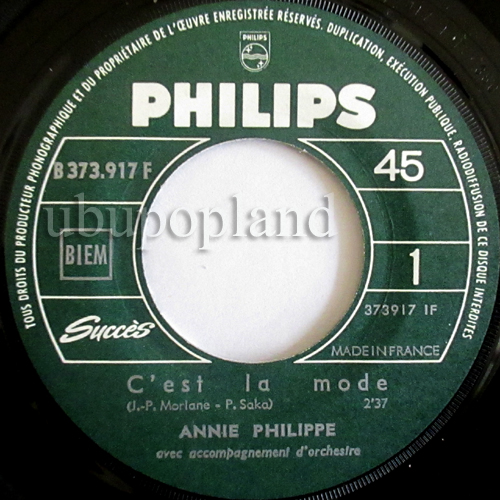 TOUS DROITS DU PRODUCTEUR PHONOGRAPHIQUE ET DU PROPRIÉTAIRE DE L'ŒUVRE ENREGISTRÉE RÉSERVÉS. DUPLICATION, EXÉCUTION PUBLIQUE, RADIODIFFUSION DE CE DISQUE INTERDITES
PHILIPS
PHILIPS
B 373.917 F
45
ubupopland
BIEM
1
373917 1F
Succès
MADE IN FRANCE
C'est la mode
(J.-P. Morlane - P. Saka) 2'37
ANNIE PHILIPPE
avec accompagnement d'orchestre